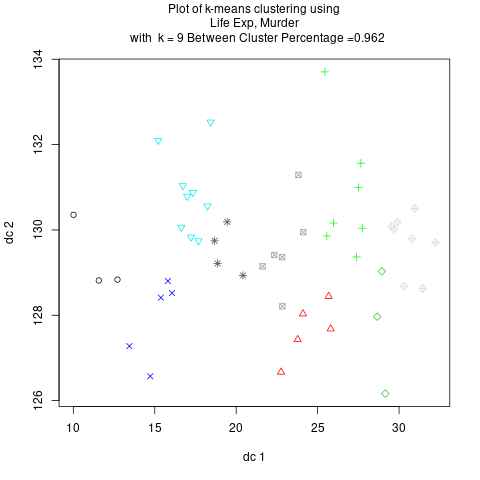 Plot of k-means clustering using
Life Exp, Murder
with  k = 9 Between Cluster Percentage =0.962
134
132
130
128
126
dc 2
10 15 20 25 30
dc 1